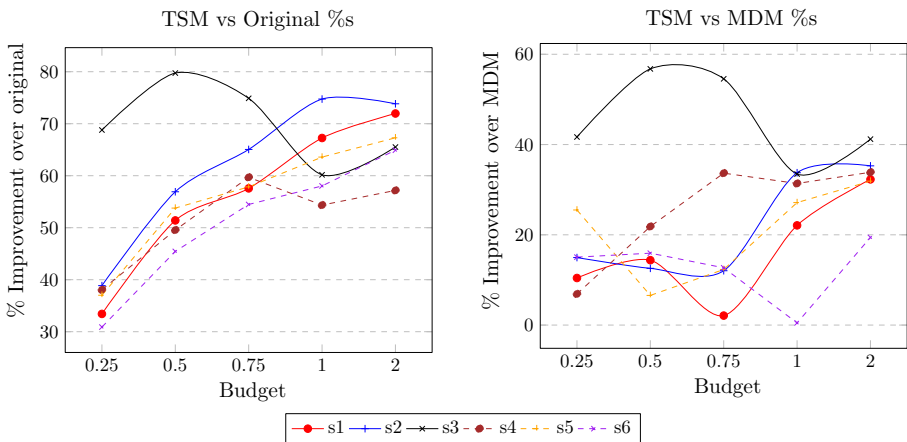 TSM vs Original %s
% Improvement over original
80
70
60
50
40
30
0.25 0.5 0.75 1 2
Budget
TSM vs MDM %s
% Improvement over MDM
60
40
20
0
0.25 0.5 0.75 1 2
Budget
s1 s2 s3 s4 s5 s6